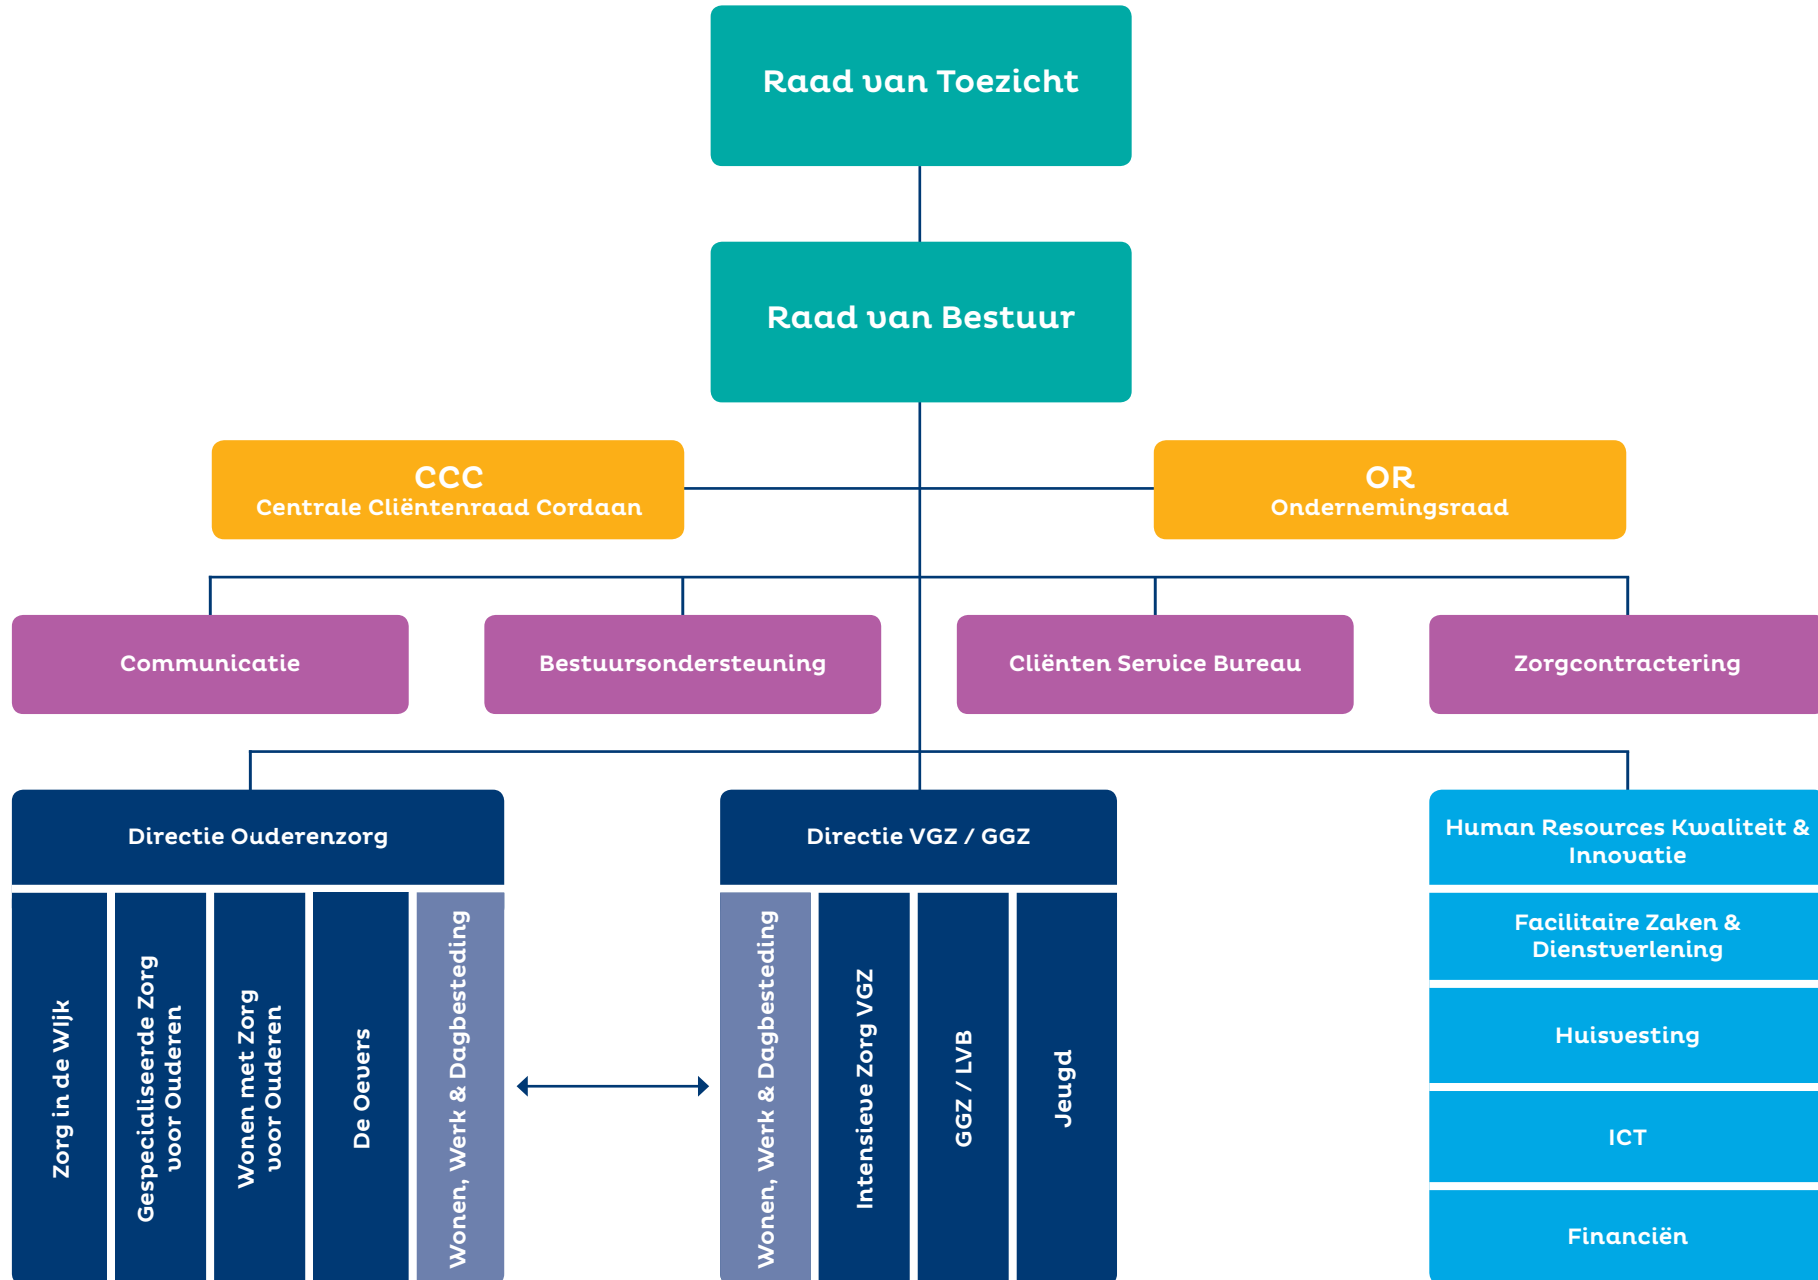 Raad van Toezicht
Raad van Bestuur
CCC
Centrale Cliëntenraad Cordaan
OR
Ondernemingsraad
Communicatie
Bestuursondersteuning
Cliënten Service Bureau
Zorgcontractering
Directie Ouderenzorg
Zorg in de Wijk
Gespecialiseerde Zorg
voor Ouderen
Wonen met Zorg
voor Ouderen
De Oevers
Wonen, Werk & Dagbesteding
Directie VGZ / GGZ
Wonen, Werk & Dagbesteding
Intensieve Zorg VGZ
GGZ / LVB
Jeugd
Human Resources Kwaliteit &
Innovatie
Facilitaire Zaken &
Dienstverlening
Huisvesting
ICT
Financiën